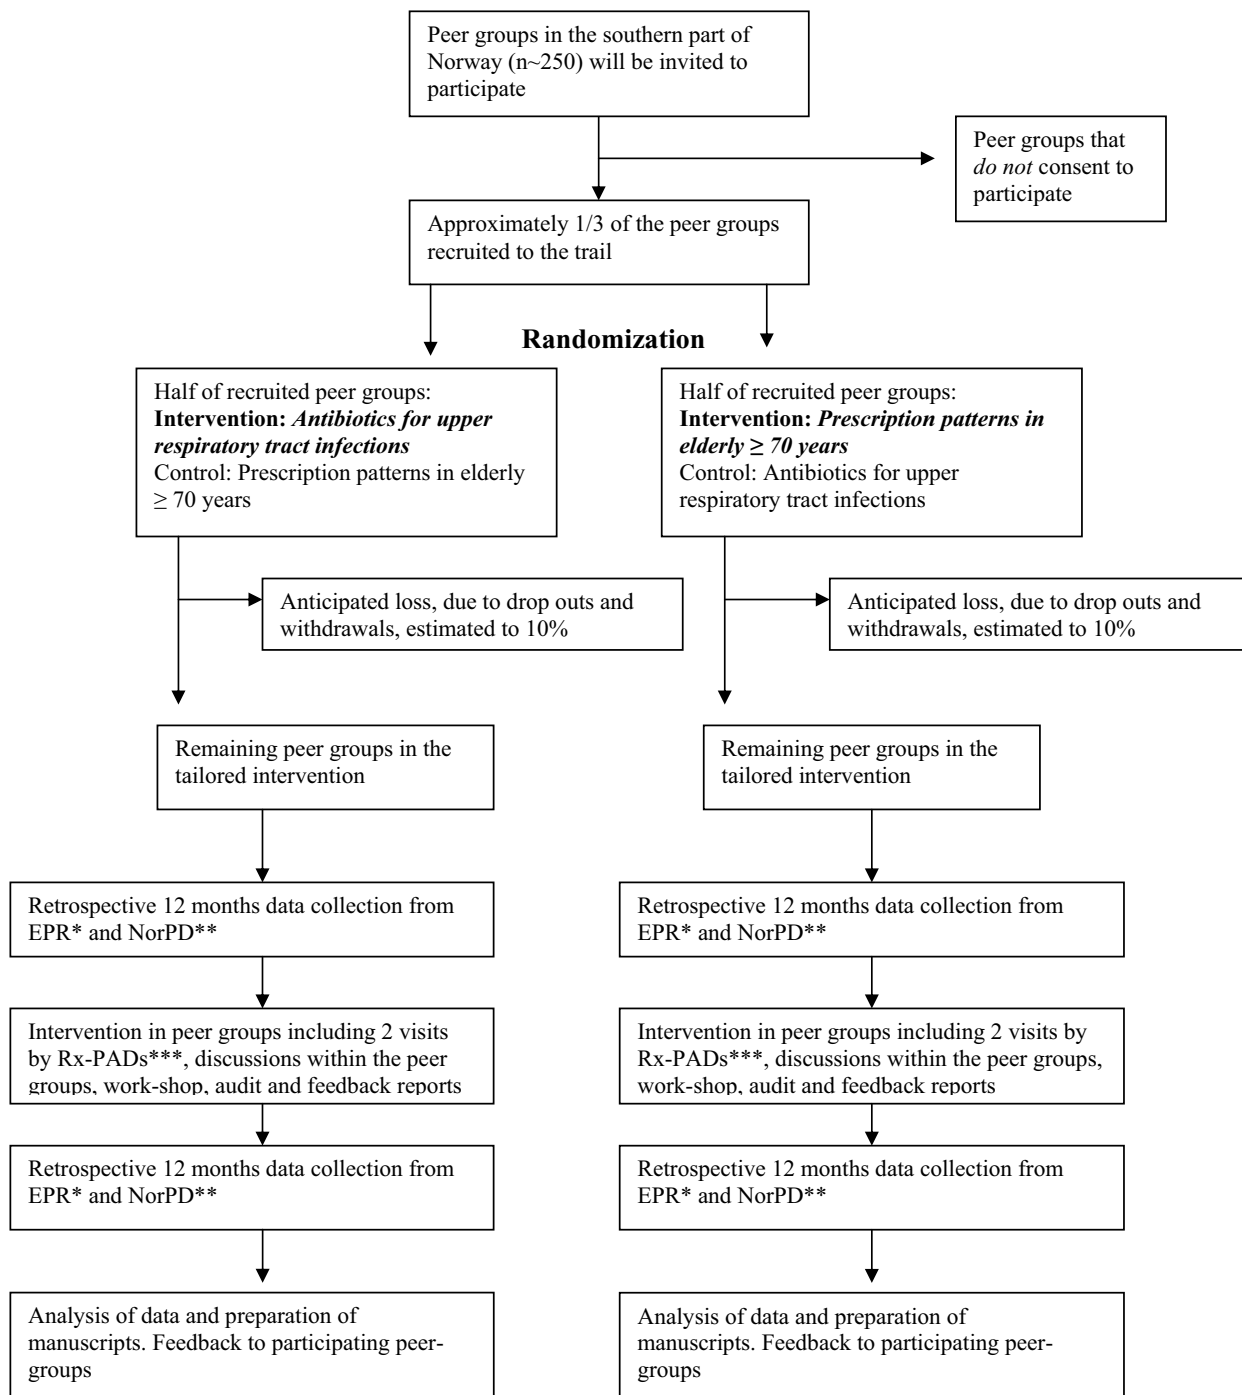 Peer groups in the southern part of
Norway (n~250) will be invited to
participate
Peer groups that
do not consent to
participate
Approximately 1/3 of the peer groups
recruited to the trail
Randomization
Half of recruited peer groups:
Intervention: Antibiotics for upper
respiratory tract infections
Control: Prescription patterns in elderly
≥ 70 years
Half of recruited peer groups:
Intervention: Prescription patterns in
elderly ≥ 70 years
Control: Antibiotics for upper
respiratory tract infections
Anticipated loss, due to drop outs and
withdrawals, estimated to 10%
Anticipated loss, due to drop outs and
withdrawals, estimated to 10%
Remaining peer groups in the
tailored intervention
Remaining peer groups in the
tailored intervention
Retrospective 12 months data collection from
EPR* and NorPD**
Retrospective 12 months data collection from
EPR* and NorPD**
Intervention in peer groups including 2 visits
by Rx-PADs***, discussions within the peer
groups, work-shop, audit and feedback reports
Intervention in peer groups including 2 visits by
Rx-PADs***, discussions within the peer groups,
work-shop, audit and feedback reports
Retrospective 12 months data collection from
EPR* and NorPD**
Retrospective 12 months data collection from
EPR* and NorPD**
Analysis of data and preparation of
manuscripts. Feedback to participating peer-
groups
Analysis of data and preparation of
manuscripts. Feedback to participating peer-
groups